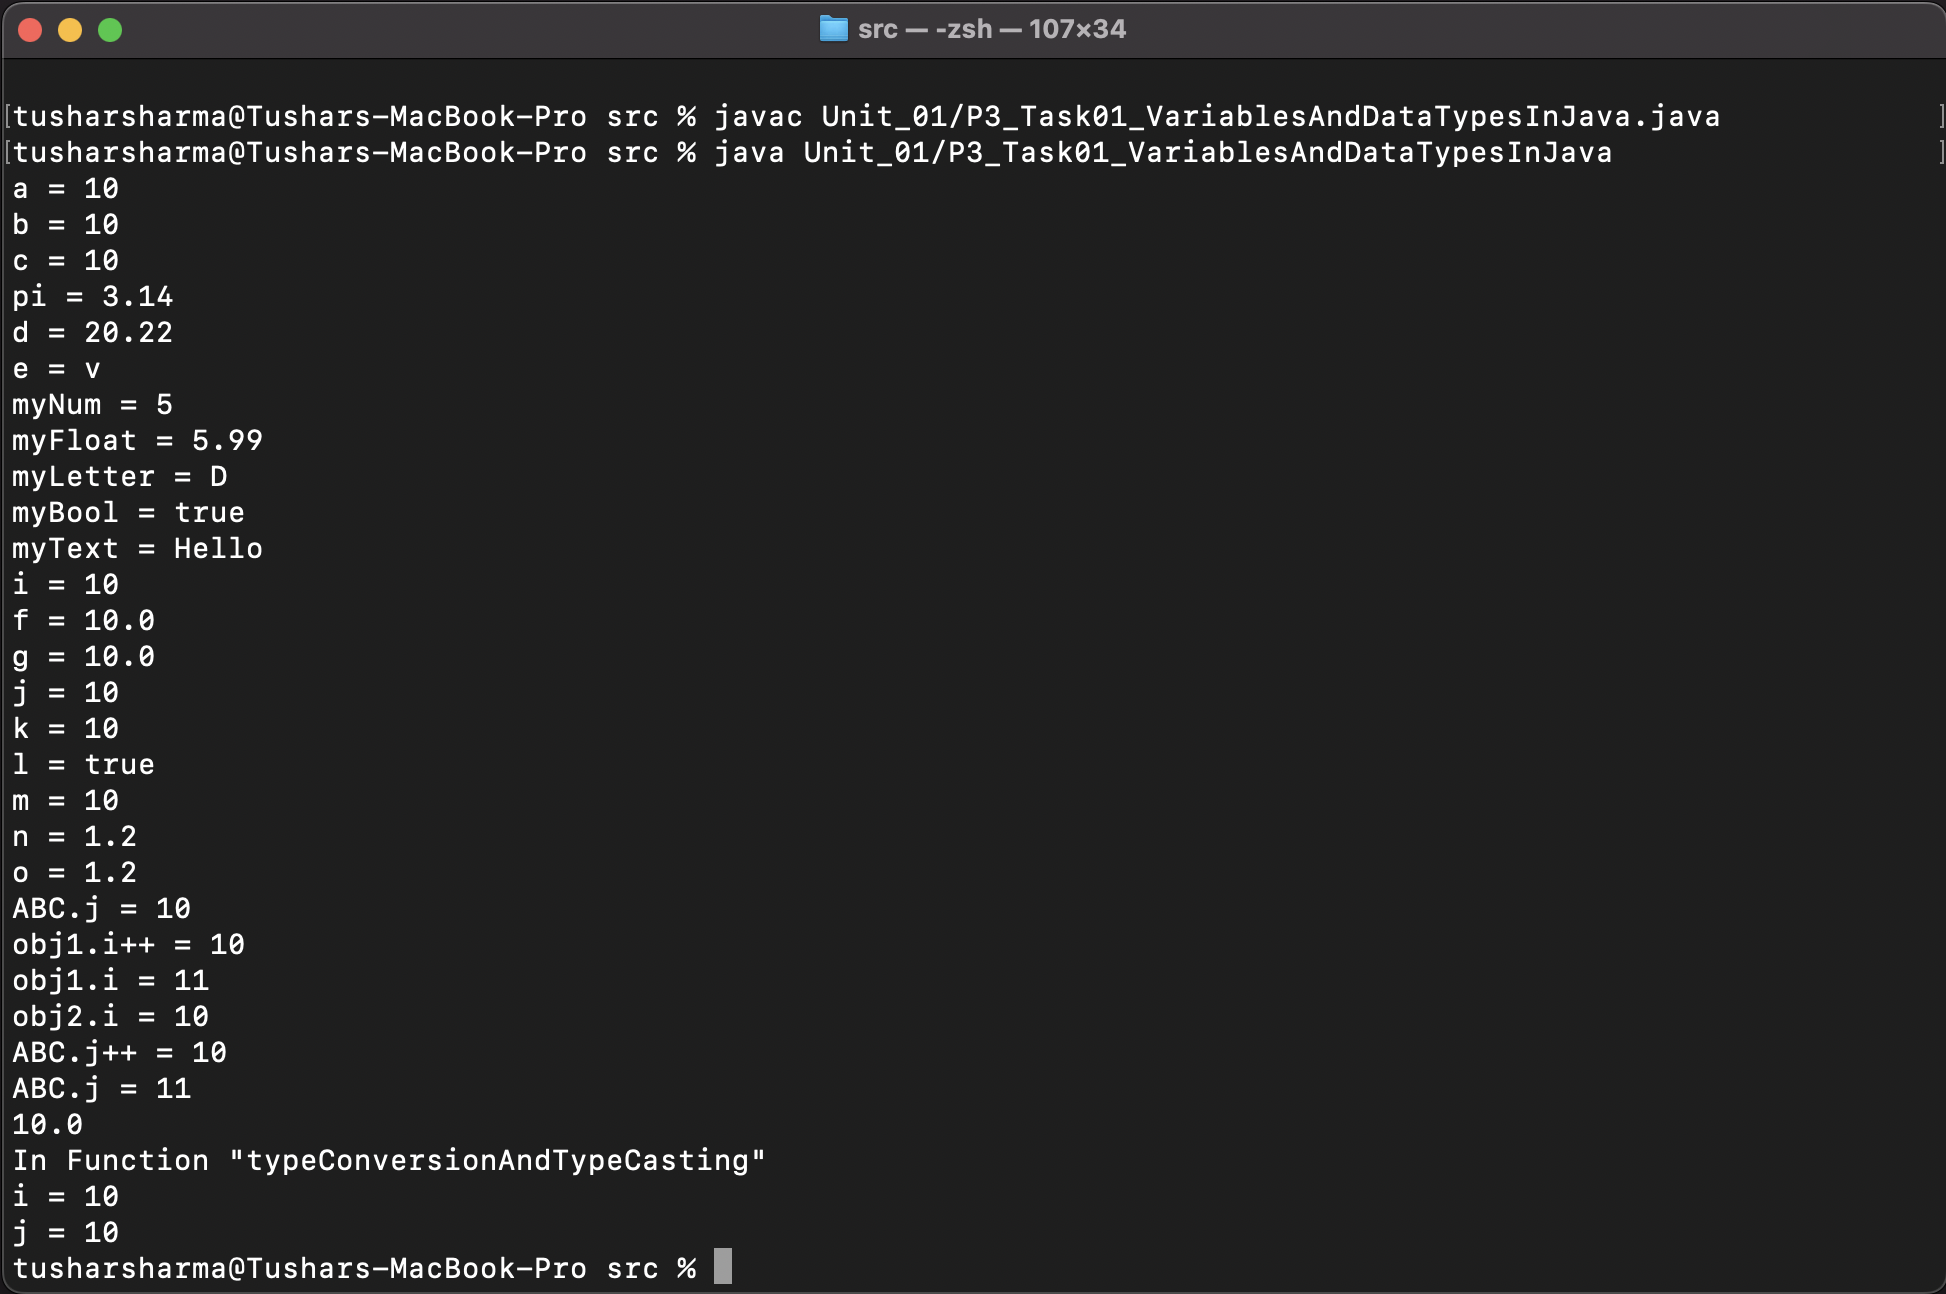 src — -zsh — 107×34
tusharsharma@Tushars-MacBook-Pro src % javac Unit_01/P3_Task01_VariablesAndDataTypesInJava.java
tusharsharma@Tushars-MacBook-Pro src % java Unit_01/P3_Task01_VariablesAndDataTypesInJava
a = 10
b = 10
c = 10
pi = 3.14
d = 20.22
e = v
myNum = 5
myFloat = 5.99
myLetter = D
myBool = true
myText = Hello
i = 10
f = 10.0
g = 10.0
j = 10
k = 10
l = true
m = 10
n = 1.2
o = 1.2
ABC.j = 10
obj1.i++ = 10
obj1.i = 11
obj2.i = 10
ABC.j++ = 10
ABC.j = 11
10.0
In Function "typeConversionAndTypeCasting"
i = 10
j = 10
tusharsharma@Tushars-MacBook-Pro src %